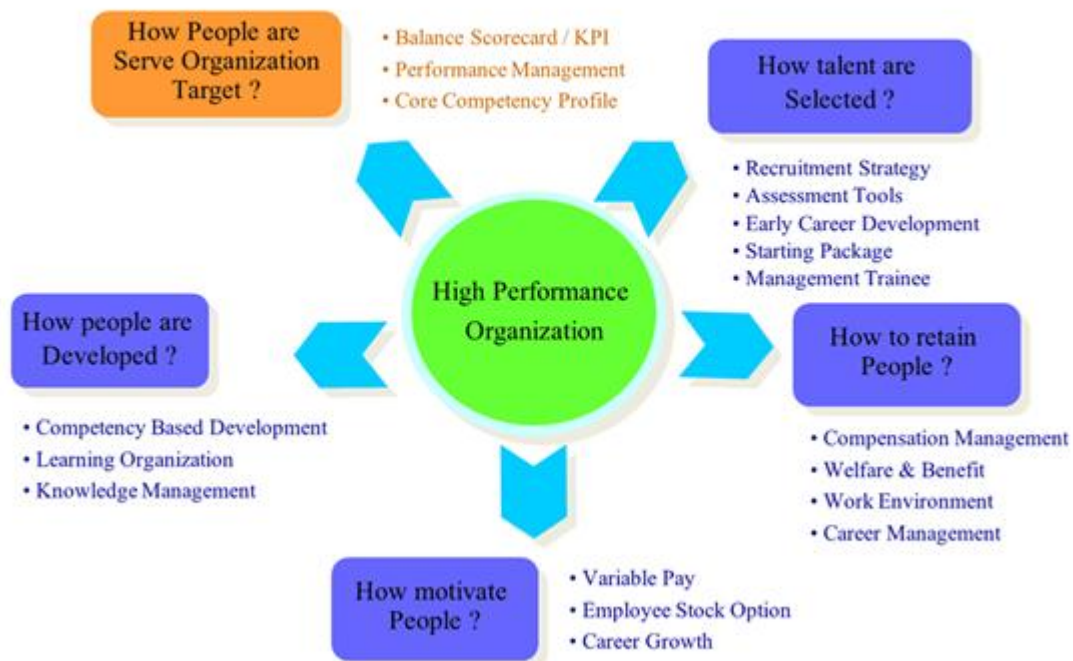 How People are
Serve Organization
Target ?
• Balance Scorecard / KPI
• Performance Management
• Core Competency Profile
How talent are
Selected ?
• Recruitment Strategy
• Assessment Tools
• Early Career Development
• Starting Package
• Management Trainee
High Performance
Organization
How people are
Developed ?
• Competency Based Development
• Learning Organization
• Knowledge Management
How to retain
People ?
• Compensation Management
• Welfare & Benefit
• Work Environment
• Career Management
How motivate
People ?
• Variable Pay
• Employee Stock Option
• Career Growth